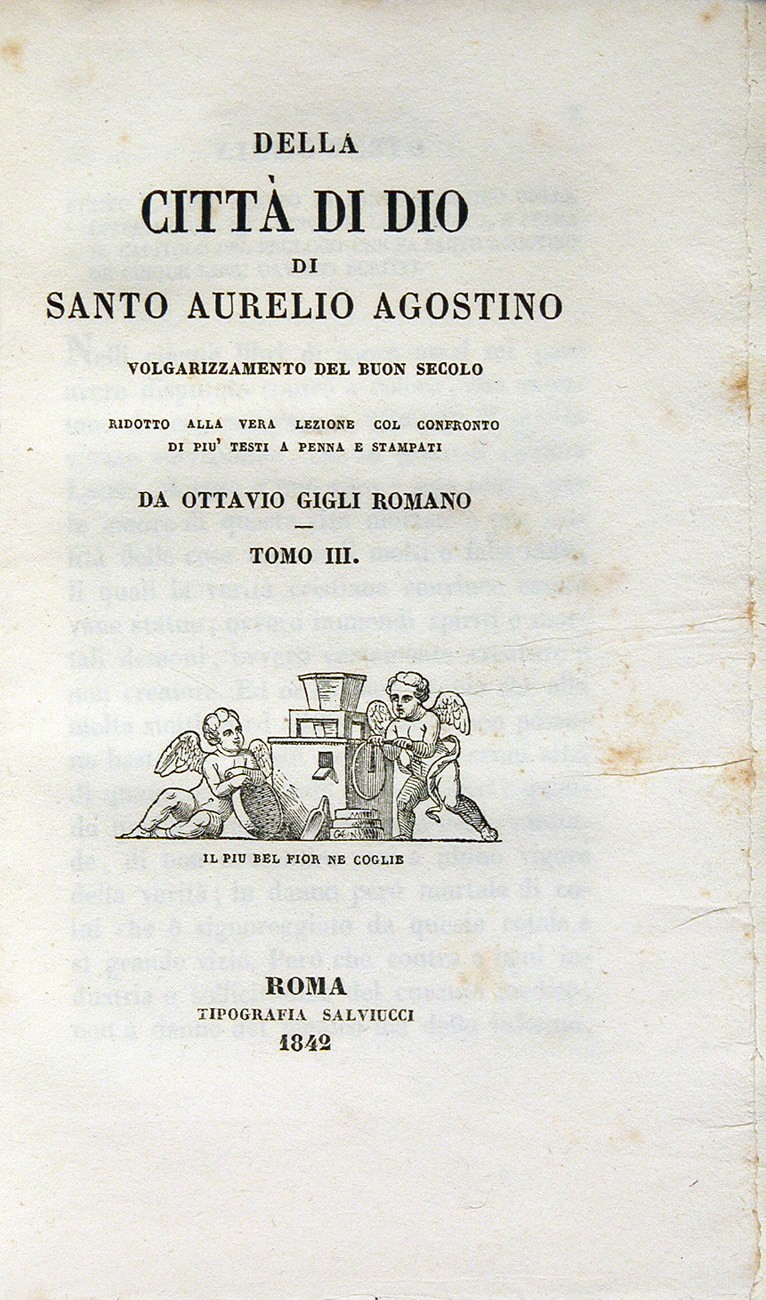 DELLA
CITTÀ DI DIO
DI
SANTO AURELIO AGOSTINO
VOLGARIZZAMENTO DEL BUON SECOLO
RIDOTTO ALLA VERA LEZIONE COL CONFRONTO
DI PIU' TESTI A PENNA E STAMPATI
DA OTTAVIO GIGLI ROMANO
TOMO III.
IL PIU BEL FIOR NE COGLIE
ROMA
TIPOGRAFIA SALVIUCCI
1842